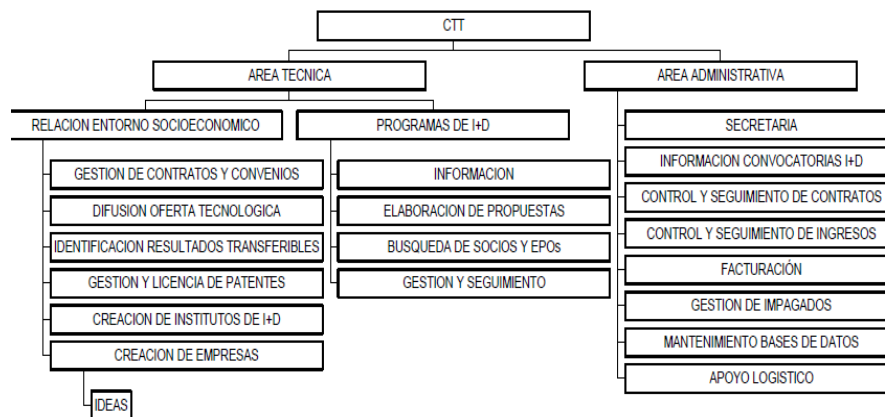 CTT
AREA TECNICA
AREA ADMINISTRATIVA
RELACION ENTORNO SOCIOECONOMICO
PROGRAMAS DE I+D
SECRETARIA
GESTION DE CONTRATOS Y CONVENIOS
INFORMACION
INFORMACION CONVOCATORIAS I+D
DIFUSION OFERTA TECNOLOGICA
ELABORACION DE PROPUESTAS
CONTROL Y SEGUIMIENTO DE CONTRATOS
IDENTIFICACION RESULTADOS TRANSFERIBLES
BUSQUEDA DE SOCIOS Y EPOs
CONTROL Y SEGUIMIENTO DE INGRESOS
GESTION Y LICENCIA DE PATENTES
GESTION Y SEGUIMIENTO
FACTURACIÓN
CREACION DE INSTITUTOS DE I+D
GESTION DE IMPAGADOS
CREACION DE EMPRESAS
MANTENIMIENTO BASES DE DATOS
IDEAS
APOYO LOGISTICO